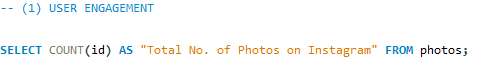 -- (1) USER ENGAGEMENT
SELECT COUNT(id) AS "Total No. of Photos on Instagram" FROM photos;